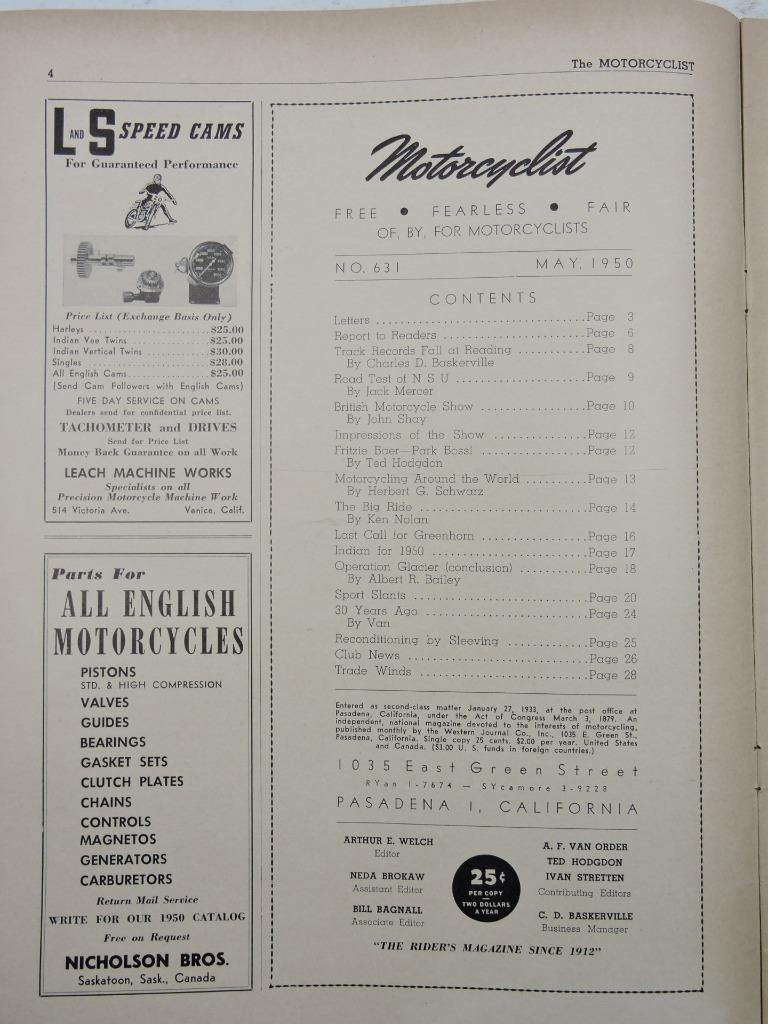 4
The MOTORCYCLIST
L AND S SPEED CAMS
For Guaranteed Performance
Price List (Exchange Basis Only)
Harleys ........................ $25.00
Indian Vee Twins ................ $25.00
Indian Vertical Twins ............ $30.00
Singles ........................ $28.00
All English Cams ................ $25.00
(Send Cam Followers with English Cams)
FIVE DAY SERVICE ON CAMS
Dealers send for confidential price list.
TACHOMETER and DRIVES
Send for Price List
Money Back Guarantee on all Work
LEACH MACHINE WORKS
Specialists on all
Precision Motorcycle Machine Work
514 Victoria Ave. Venice, Calif.
Parts For
ALL ENGLISH
MOTORCYCLES
PISTONS
STD. & HIGH COMPRESSION
VALVES
GUIDES
BEARINGS
GASKET SETS
CLUTCH PLATES
CHAINS
CONTROLS
MAGNETOS
GENERATORS
CARBURETORS
Return Mail Service
WRITE FOR OUR 1950 CATALOG
Free on Request
NICHOLSON BROS.
Saskatoon, Sask., Canada
Motorcyclist
FREE • FEARLESS • FAIR
OF, BY, FOR MOTORCYCLISTS
NO. 631 MAY, 1950
CONTENTS
Letters ........................ Page 3
Report to Readers ................ Page 6
Track Records Fall at Reading .......... Page 8
By Charles D. Baskerville
Road Test of N S U ................ Page 9
By Jack Mercer
British Motorcycle Show .............. Page 10
By John Shay
Impressions of the Show .............. Page 12
Fritzie Baer—Park Boss! .............. Page 12
By Ted Hodgdon
Motorcycling Around the World ......... Page 13
By Herbert G. Schwarz
The Big Ride ........................ Page 14
By Ken Nolan
Last Call for Greenhorn .............. Page 16
Indian for 1950 ................ Page 17
Operation Glacier (conclusion) .......... Page 18
By Albert R. Bailey
Sport Slants ........................ Page 20
30 Years Ago ........................ Page 24
By Van
Reconditioning by Sleeving .............. Page 25
Club News ........................ Page 26
Trade Winds ........................ Page 28
Entered as second-class matter January 27, 1933, at the post office at
Pasadena, California, under the Act of Congress March 3, 1879. An
independent, national magazine devoted to the interests of motorcycling,
published monthly by the Western Journal Co., Inc., 1035 E. Green St.,
Pasadena, California. Single copy 25 cents, $2.00 per year, United States
and Canada. ($3.00 U. S. funds in foreign countries.)
1035 East Green Street
RYan 1-7674 — SYcamore 3-9228
PASADENA 1, CALIFORNIA
ARTHUR E. WELCH
Editor
NEDA BROKAW
Assistant Editor
BILL BAGNALL
Associate Editor
25¢
PER COPY
TWO DOLLARS
A YEAR
A. F. VAN ORDER
TED HODGDON
IVAN STRETTEN
Contributing Editors
C. D. BASKERVILLE
Business Manager
"THE RIDER'S MAGAZINE SINCE 1912"